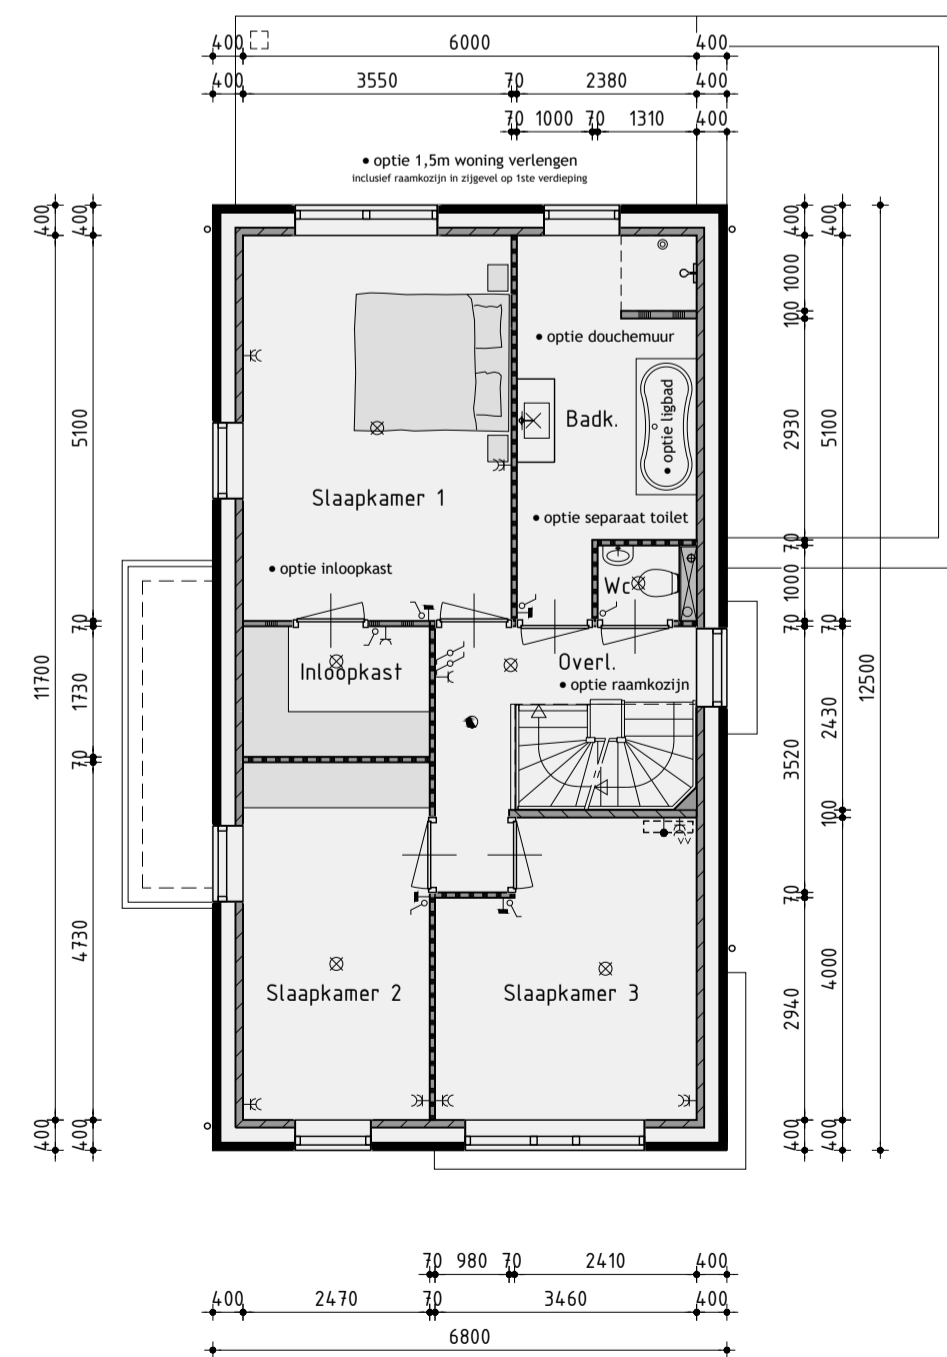 400 6000 400
400 3550 70 2380 400
70 1000 70 1310 400
• optie 1,5m woning verlengen
inclusief raamkozijn in zijgevel op 1ste verdieping
400 400 400 400
1000
100
• optie douchemuur
5100
Badk.
• optie ligbad
2930 5100
Slaapkamer 1
• optie separaat toilet
• optie inloopkast
70
Wc
1000
70 70 70
11700
1730
Inloopkast
Overl.
• optie raamkozijn
12500
2430
3520
70
100
70
4730
4000
Slaapkamer 2
Slaapkamer 3
2940
400 400 400 400
70 980 70 2410 400
400 2470 70 3460 400
6800